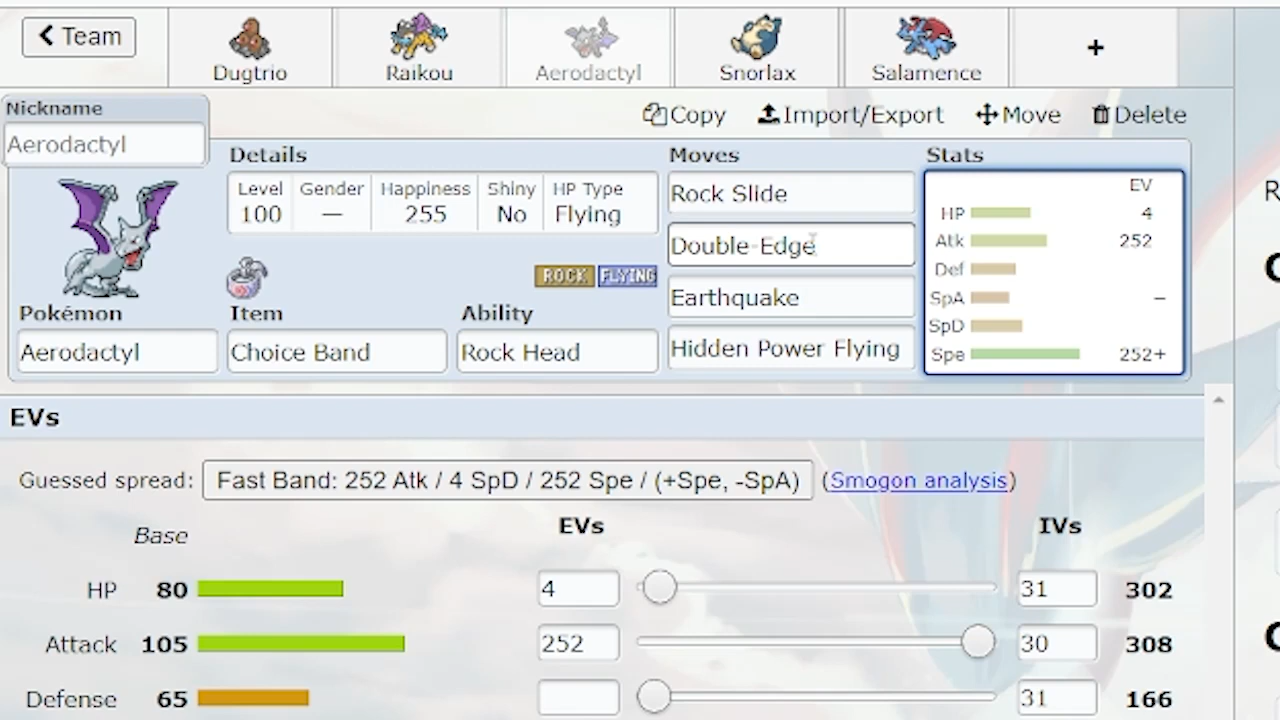 Team
Dugtrio
Raikou
Aerodactyl
Snorlax
Salamence
+
Nickname
Aerodactyl
Copy
Import/Export
Move
Delete
Details
Moves
Stats
Level
Gender
Happiness
Shiny
HP Type
100
—
255
No
Flying
Rock Slide
Double-Edge
Earthquake
Hidden Power Flying
EV
HP 4
Atk 252
Def
SpA –
SpD
Spe 252+
ROCK FLYING
Pokémon
Item
Ability
Aerodactyl
Choice Band
Rock Head
EVs
Guessed spread: Fast Band: 252 Atk / 4 SpD / 252 Spe / (+Spe, -SpA) (Smogon analysis)
Base
EVs
IVs
HP 80 4 31 302
Attack 105 252 30 308
Defense 65 31 166